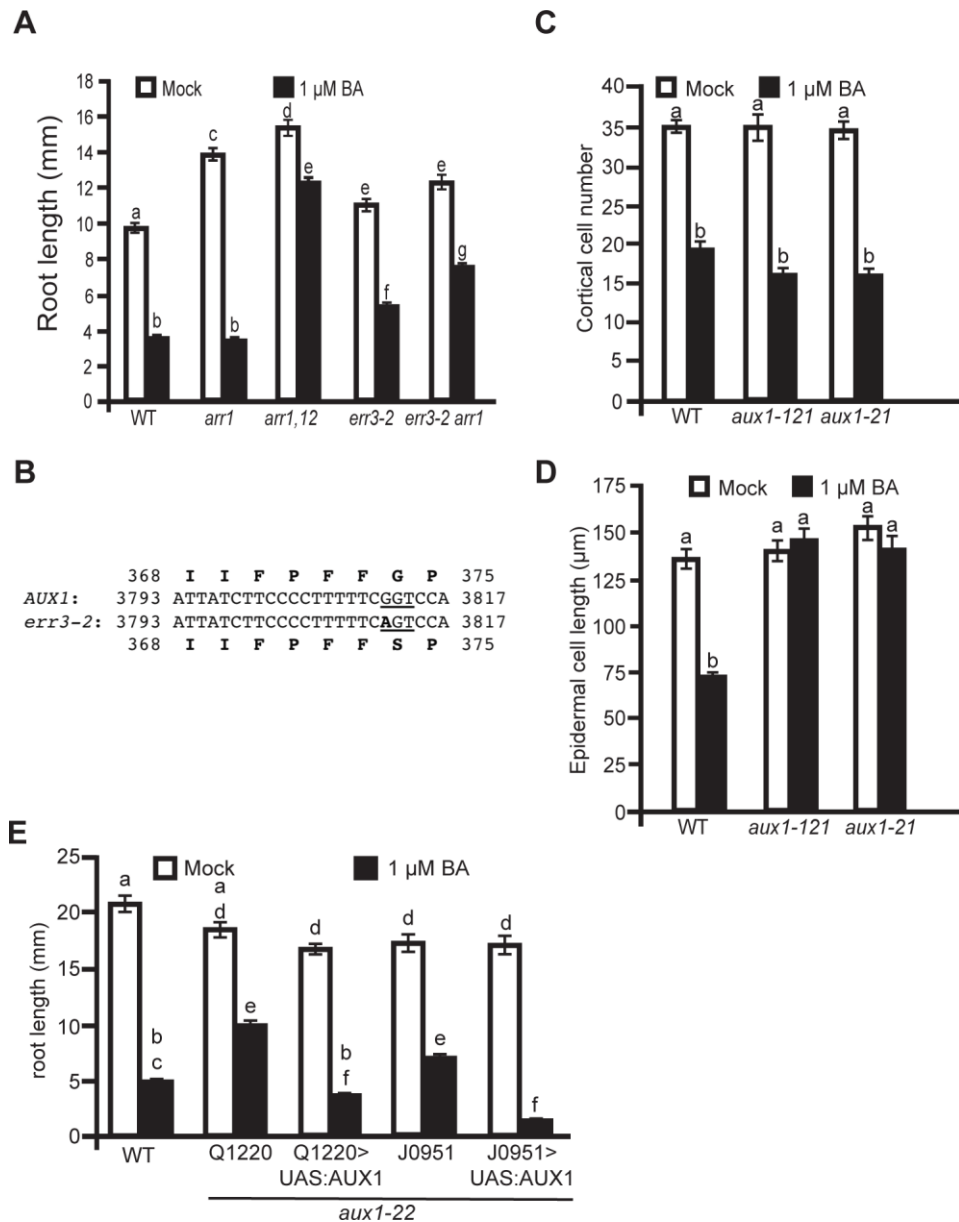 A
Mock
1 µM BA
Root length (mm)
18
16
14
12
10
8
6
4
2
0
a
b
c
b
d
e
e
f
e
g
WT
arr1
arr1,12
err3-2
err3-2 arr1
B
368 I I F P F F G P 375
AUX1: 3793 ATTATCTTCCCCTTTTTCGGTCCA 3817
err3-2: 3793 ATTATCTTCCCCTTTTTCAGTCCA 3817
368 I I F P F F S P 375
C
Mock
1 µM BA
Cortical cell number
40
35
30
25
20
15
10
5
0
a
b
a
b
a
b
WT
aux1-121
aux1-21
D
Mock
1 µM BA
Epidermal cell length (µm)
175
150
125
100
75
50
25
0
a
b
a
a
a
a
WT
aux1-121
aux1-21
E
Mock
1 µM BA
root length (mm)
25
20
15
10
5
0
a
b
c
a
d
e
d
b
f
d
e
d
f
WT
Q1220
Q1220>
UAS:AUX1
J0951
J0951>
UAS:AUX1
aux1-22